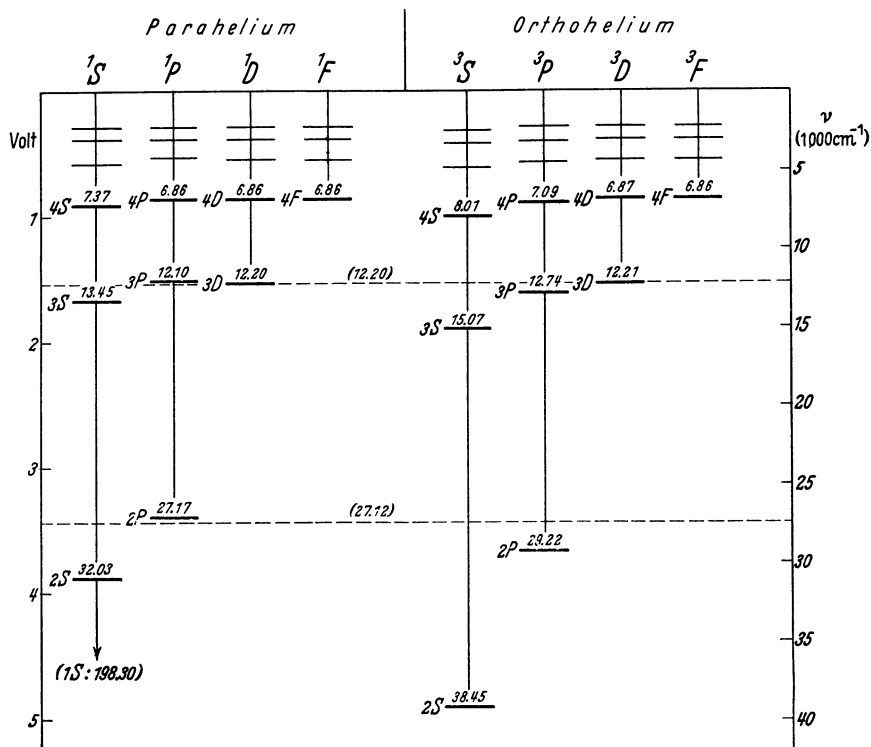 Parahelium Orthohelium
¹S ¹P ¹D ¹F ³S ³P ³D ³F
Volt ν
(1000cm⁻¹)
5
4S 7.37 4P 6.86 4D 6.86 4F 6.86 4S 8.01 4P 7.09 4D 6.87 4F 6.86
1
10
3S 13.45 3P 12.10 3D 12.20 (12.20) 3P 12.74 3D 12.21
3S 15.07 15
2
20
3 25
2P 27.17 (27.12)
2P 29.22 30
2S 32.03
4
35
(1S:198.30)
2S 38.45
5 40